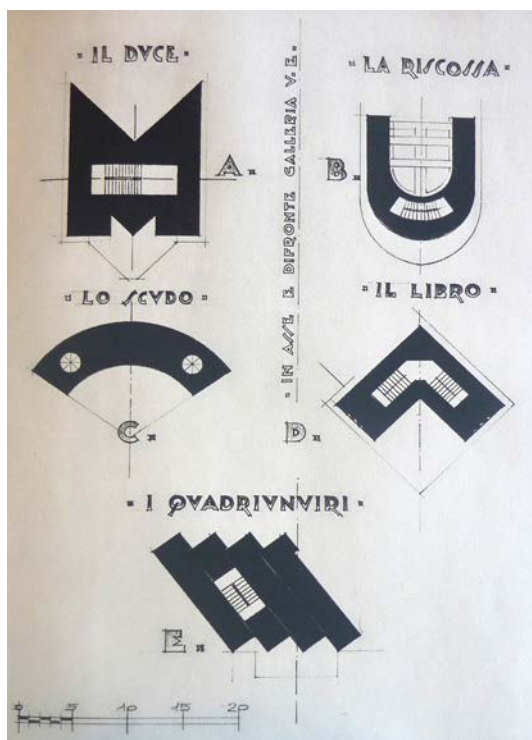 - IL DVCE -
- LA RISCOSSA -
A.
B.
- IN ASSE E DIFRONTE GALLERIA V. E. -
- LO SCVDO -
- IL LIBRO -
C.
D.
- I QVADRIVNVIRI -
E.
0 5 10 15 20